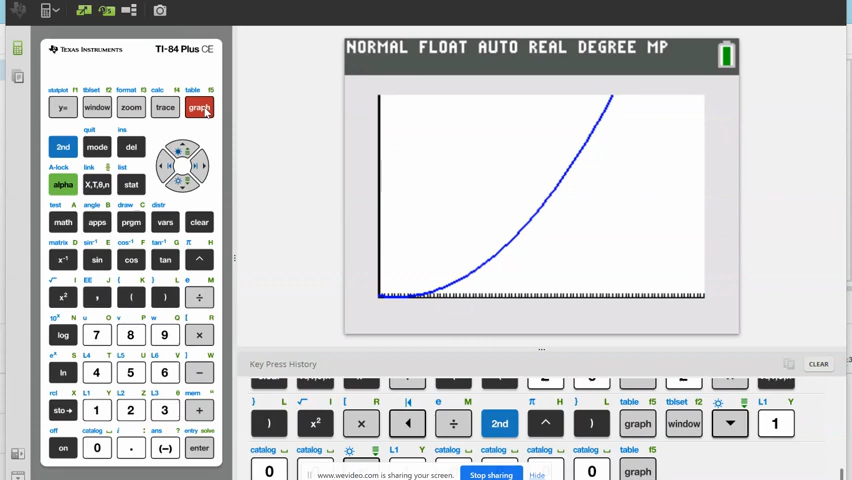 TEXAS INSTRUMENTS TI-84 Plus CE
statplot f1 tblset f2 format f3 calc f4 table f5
y= window zoom trace graph
quit ins
2nd mode del
A-lock link list
alpha X,T,θ,n stat
test A angle B draw C distr
math apps prgm vars clear
matrix D sin⁻¹ E cos⁻¹ F tan⁻¹ G π H
x⁻¹ sin cos tan ^
√ I EE J { K } L e M
x² , ( ) ÷
10ˣ N u O v P w Q [ R
log 7 8 9 ×
eˣ S L4 T L5 U L6 V ] W
ln 4 5 6 −
rcl X L1 Y L2 Z L3 θ mem "
sto→ 1 2 3 +
off catalog i : ans ? entry solve
on 0 . (−) enter
NORMAL FLOAT AUTO REAL DEGREE MP
Key Press History
CLEAR
} L √ I [ R e M π H } L table f5 tblset f2 L1 Y
) x² × ÷ 2nd ^ ) graph window 1
catalog catalog L1 Y catalog catalog table f5
0 0 graph
www.wevideo.com is sharing your screen. Stop sharing Hide